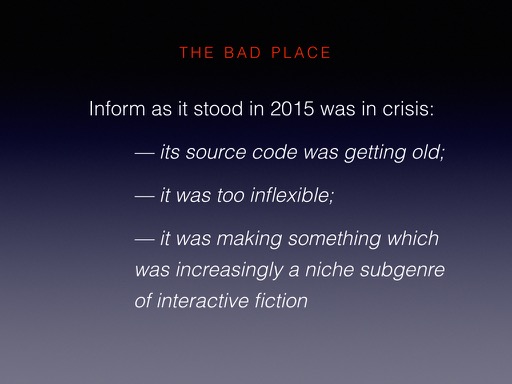 THE BAD PLACE
Inform as it stood in 2015 was in crisis:
— its source code was getting old;
— it was too inflexible;
— it was making something which
was increasingly a niche subgenre
of interactive fiction